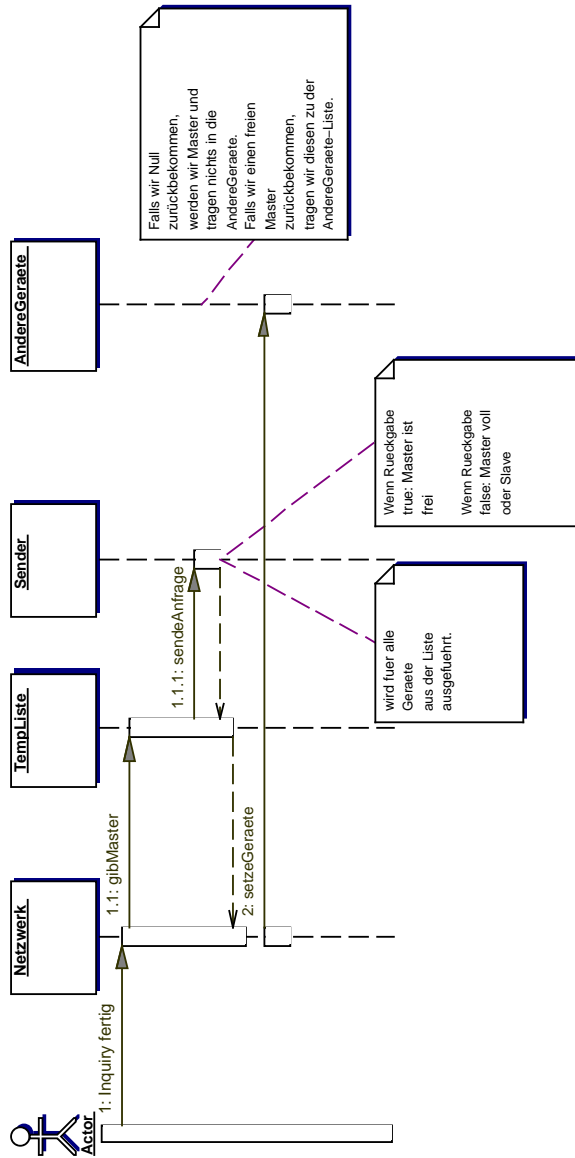 Actor
Netzwerk
TempListe
Sender
AndereGeraete
1: Inquiry fertig
1.1: gibMaster
1.1.1: sendeAnfrage
2: setzeGeraete
Falls wir Null
zurückbekommen,
werden wir Master und
tragen nichts in die
AndereGeraete.
Falls wir einen freien
Master
zurückbekommen,
tragen wir diesen zu der
AndereGeraete–Liste.
wird fuer alle
Geraete
aus der Liste
ausgefuehrt.
Wenn Rueckgabe
true: Master ist
frei
Wenn Rueckgabe
false: Master voll
oder Slave